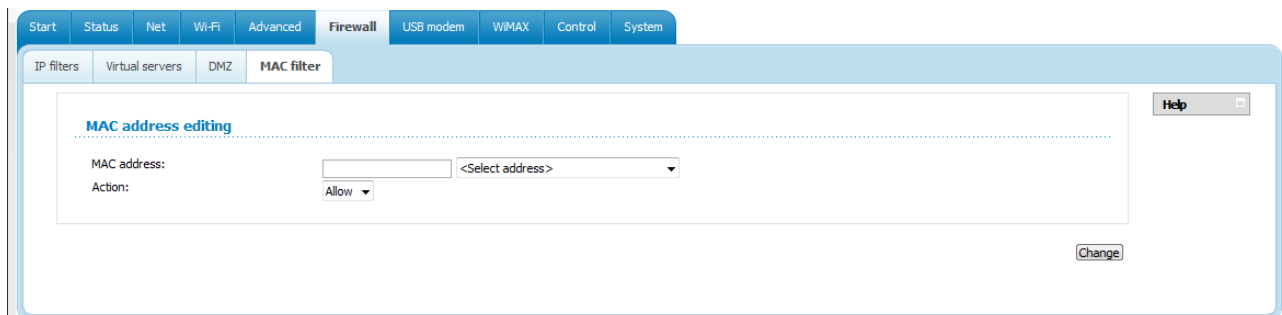 Start Status Net Wi-Fi Advanced Firewall USB modem WiMAX Control System
IP filters Virtual servers DMZ MAC filter
Help
MAC address editing
MAC address: <Select address>
Action: Allow
Change